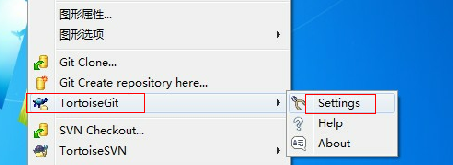 图形属性...
图形选项
Git Clone...
Git Create repository here...
TortoiseGit
SVN Checkout...
TortoiseSVN
Settings
Help
About